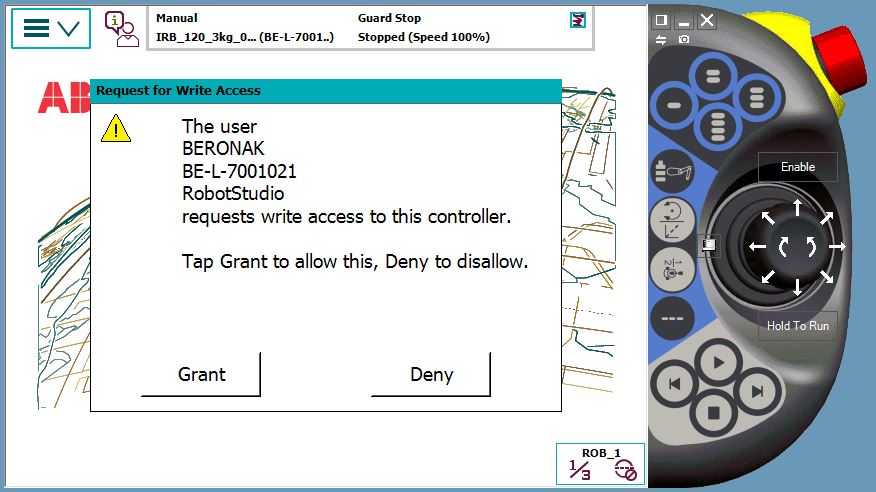 Manual
Guard Stop
IRB_120_3kg_0... (BE-L-7001..)
Stopped (Speed 100%)
ABB
Request for Write Access
The user
BERONAK
BE-L-7001021
RobotStudio
requests write access to this controller.
Tap Grant to allow this, Deny to disallow.
Grant
Deny
Enable
Hold To Run
ROB_1
1/3